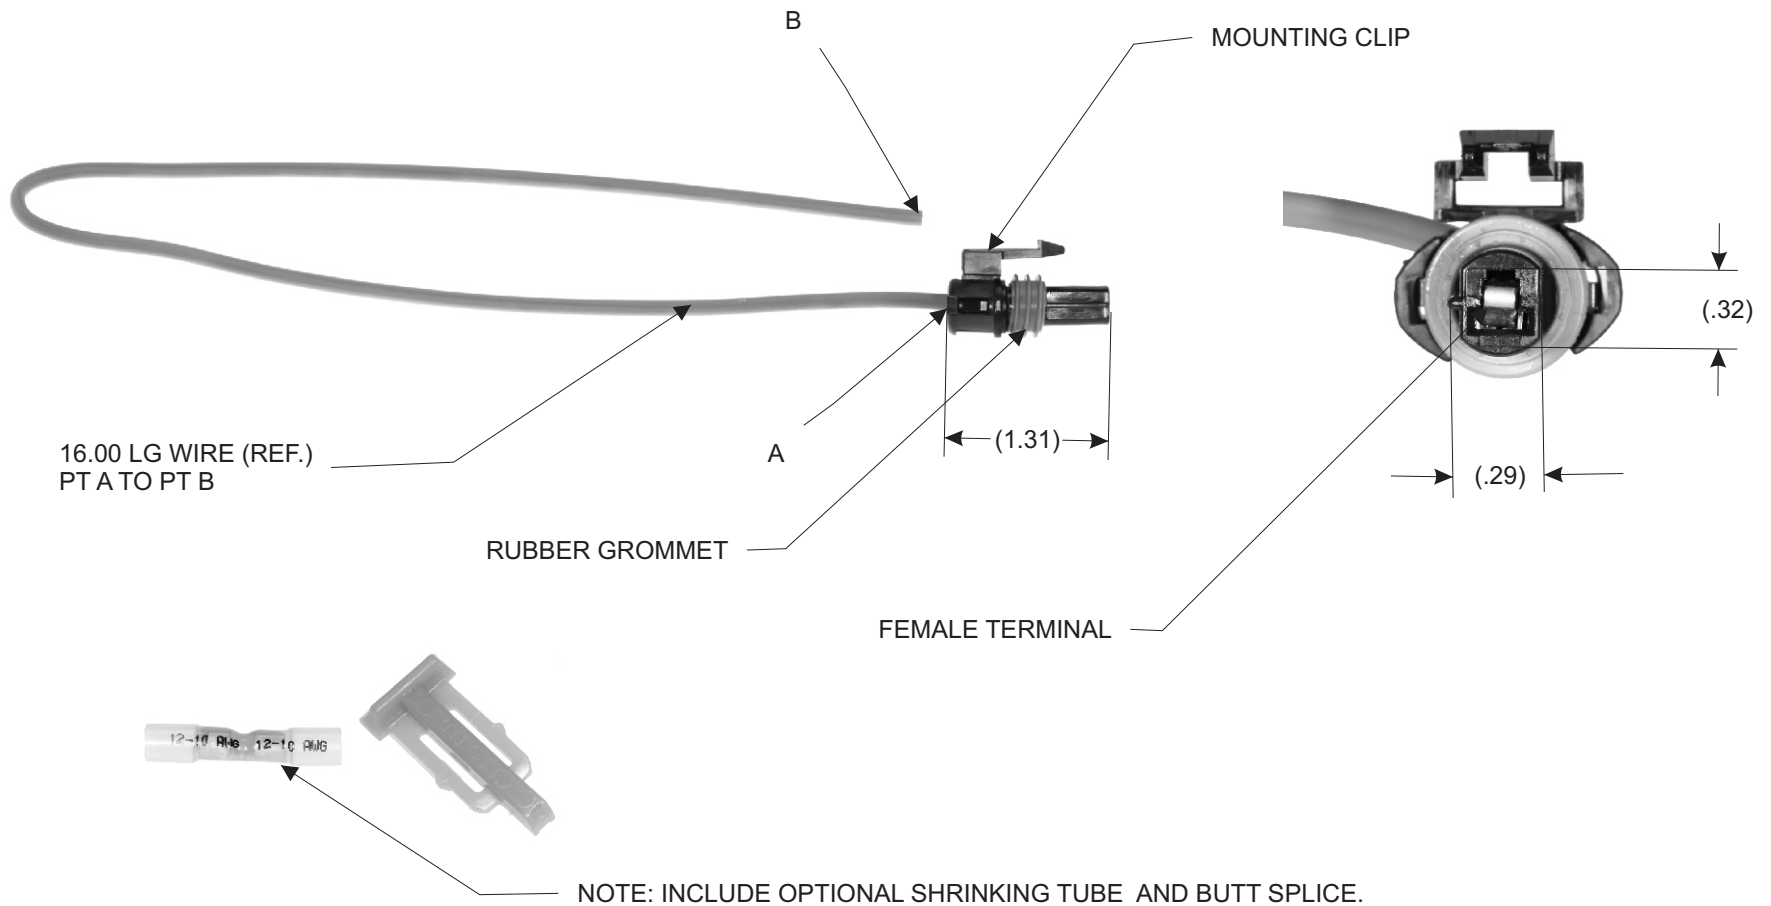 B
MOUNTING CLIP
(.32)
16.00 LG WIRE (REF.)
PT A TO PT B
A
(1.31)
(.29)
RUBBER GROMMET
FEMALE TERMINAL
12-10 AWG 12-10 AWG
NOTE: INCLUDE OPTIONAL SHRINKING TUBE AND BUTT SPLICE.